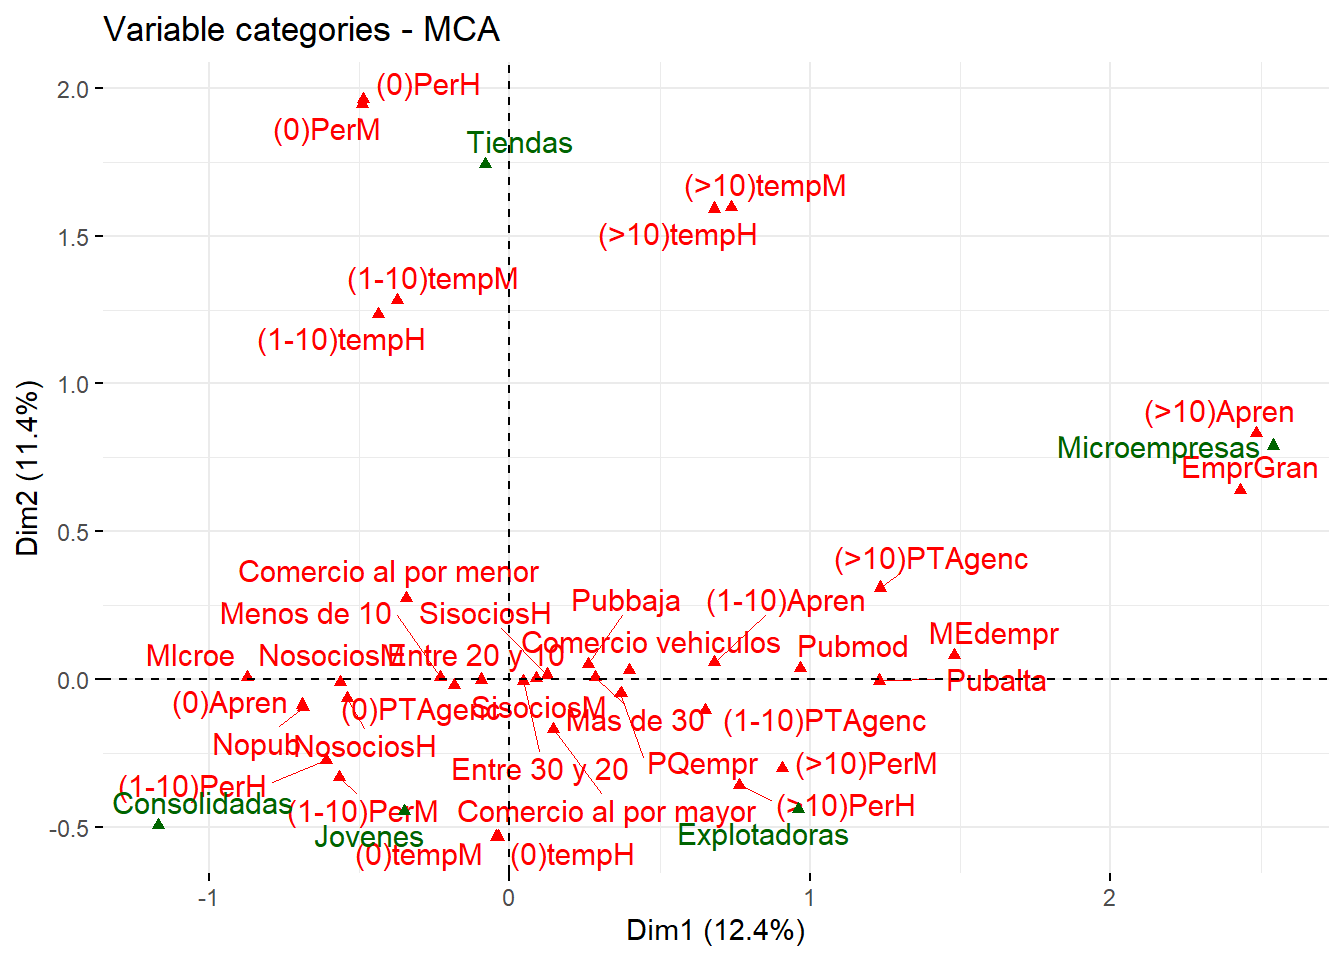 Variable categories - MCA
2.0
(0)PerH
(0)PerM
Tiendas
(>10)tempM
1.5
(>10)tempH
(1-10)tempM
(1-10)tempH
1.0
(>10)Apren
Microempresas
EmprGran
0.5
(>10)PTAgenc
Comercio al por menor
Menos de 10
SisociosH
Pubbaja
(1-10)Apren
MEdempr
Comercio vehiculos
Pubmod
MIcroe
NosociosM
Entre 20 y 10
0.0
Pubalta
(0)Apren
(0)PTAgenc
SisociosM
Mas de 30
(1-10)PTAgenc
Nopub
NosociosH
Entre 30 y 20
PQempr
(>10)PerM
(1-10)PerH
Consolidadas
(1-10)PerM
Comercio al por mayor
(>10)PerH
-0.5
Jovenes
Explotadoras
(0)tempM
(0)tempH
-1
0
1
2
Dim1 (12.4%)
Dim2 (11.4%)